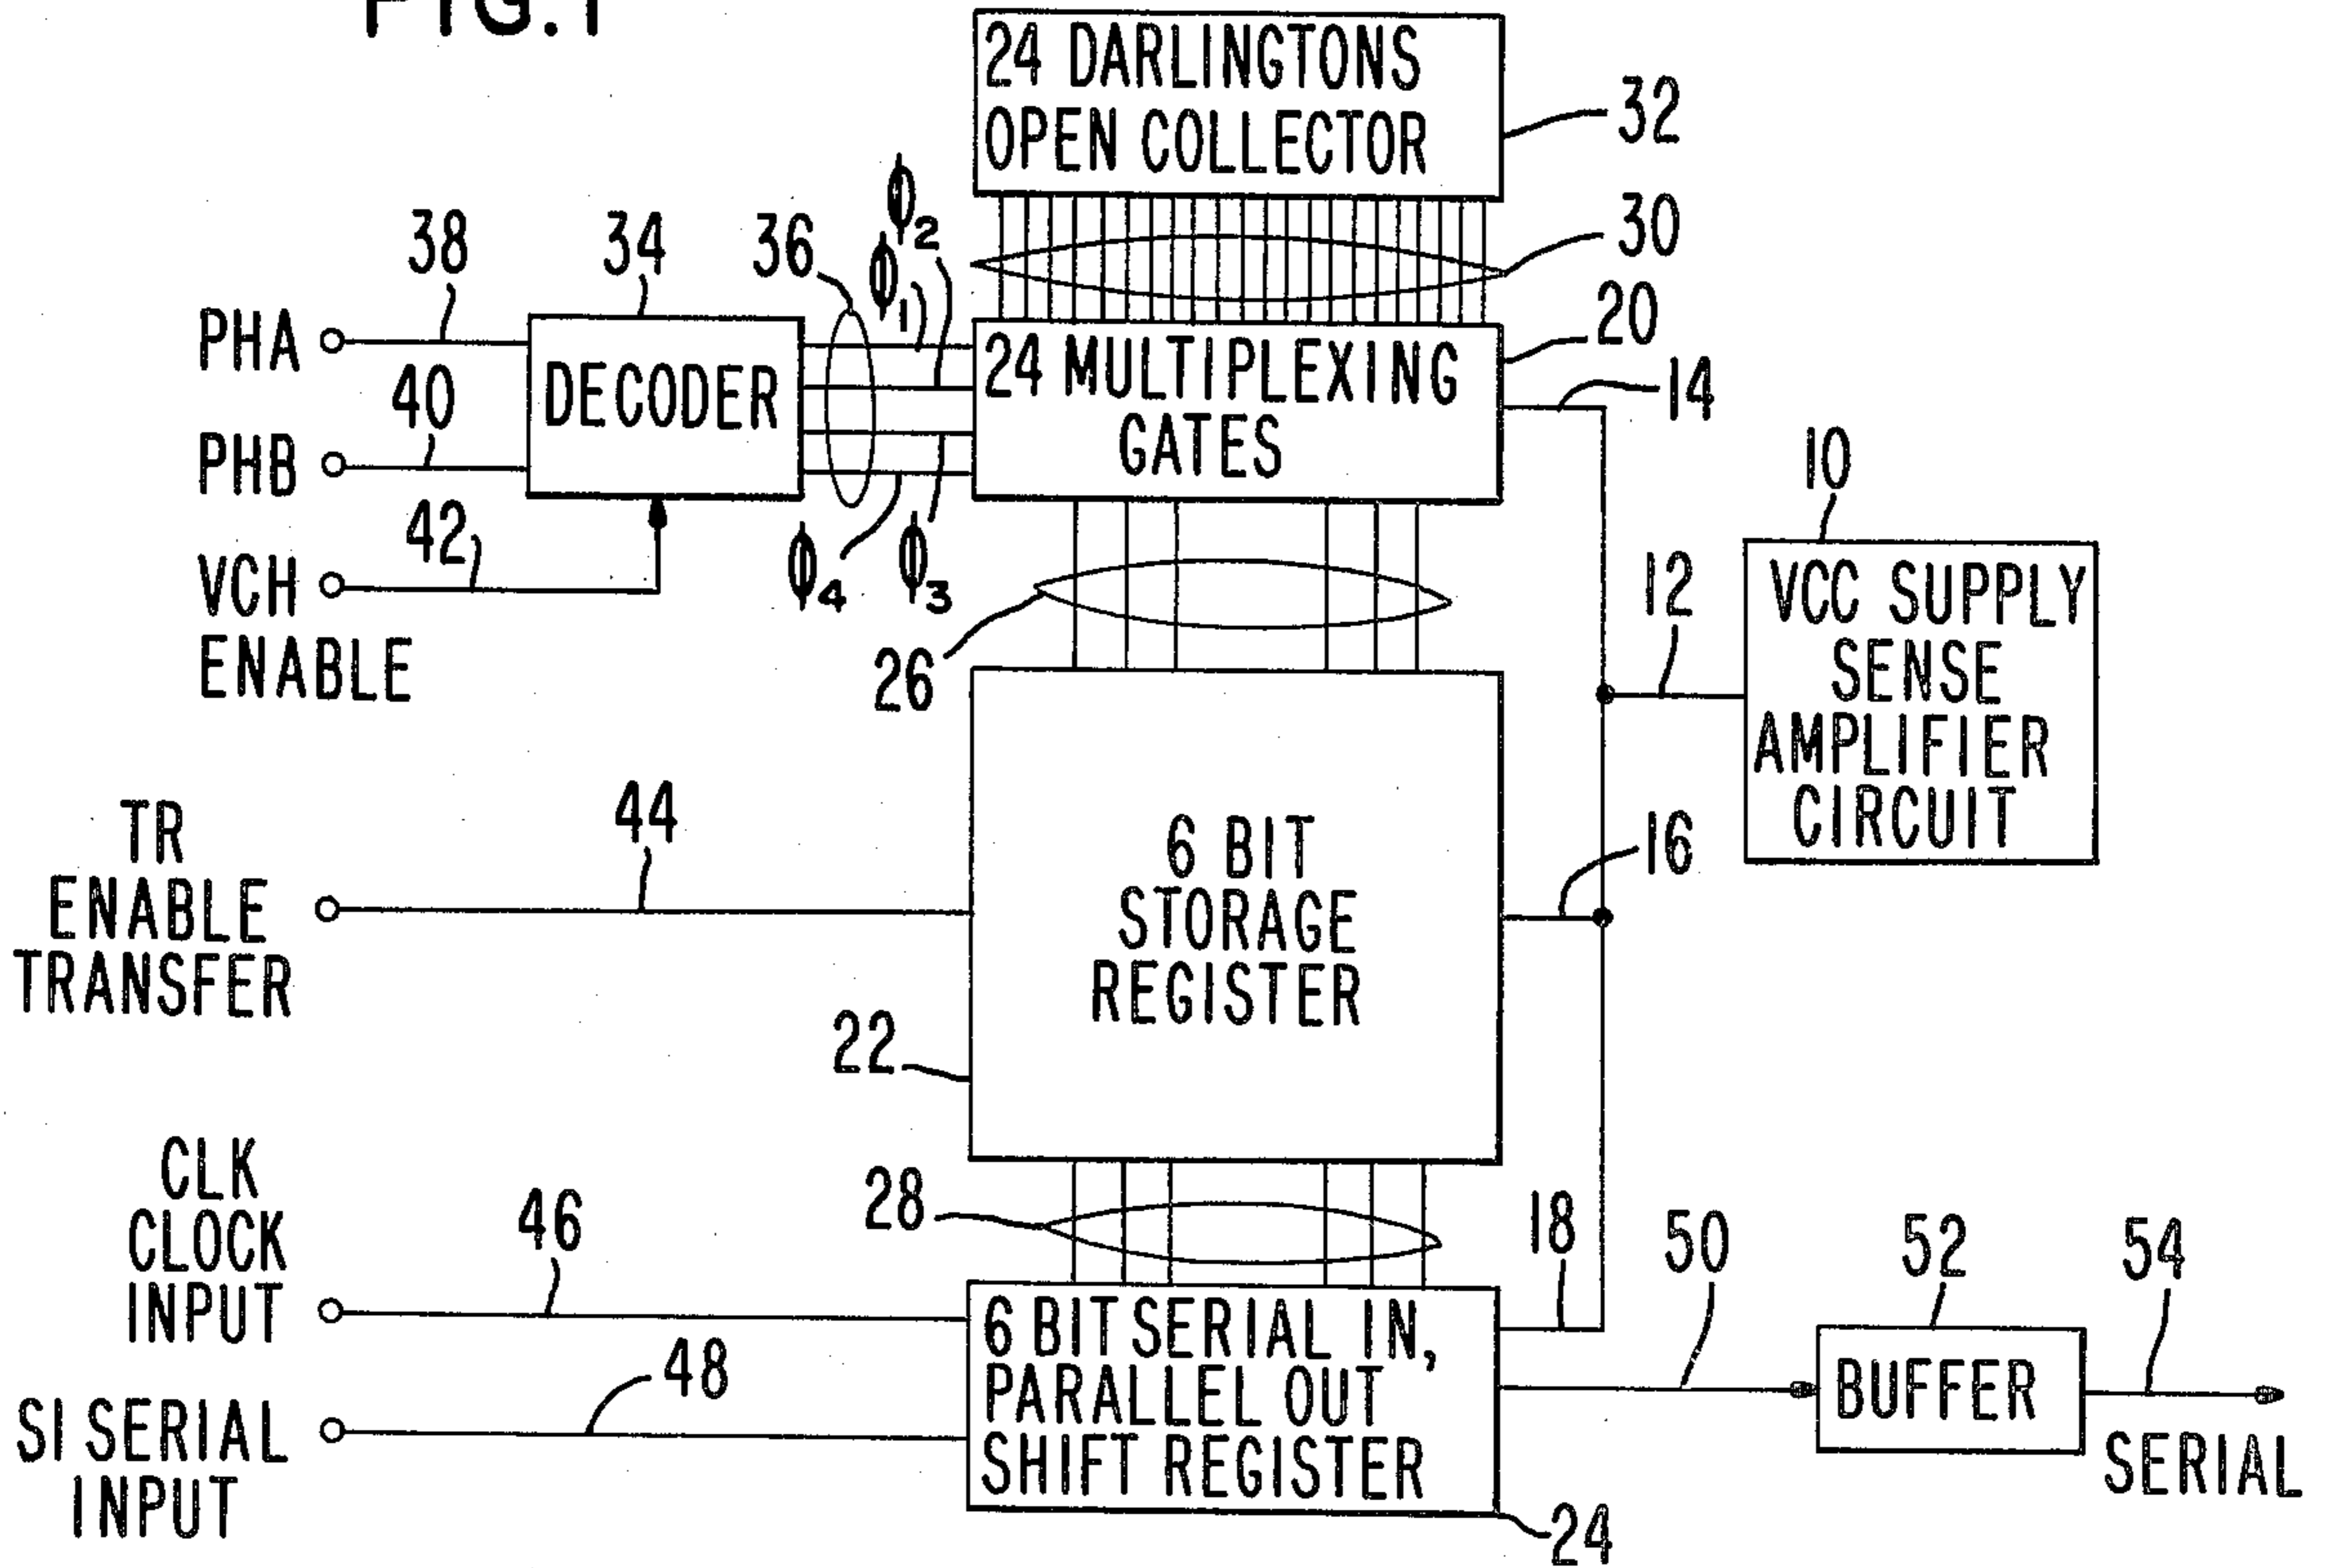 FIG.1
24 DARLINGTONS
OPEN COLLECTOR
32
30
ϕ2
ϕ1
38
34
36
20
PHA
DECODER
24 MULTIPLEXING
GATES
14
40
PHB
42
VCH
ENABLE
ϕ4
ϕ3
26
10
12
VCC SUPPLY
SENSE
AMPLIFIER
CIRCUIT
TR
ENABLE
TRANSFER
44
6 BIT
STORAGE
REGISTER
16
22
CLK
CLOCK
INPUT
46
28
18
50
52
54
48
SI SERIAL
INPUT
6 BIT SERIAL IN,
PARALLEL OUT
SHIFT REGISTER
BUFFER
SERIAL
24